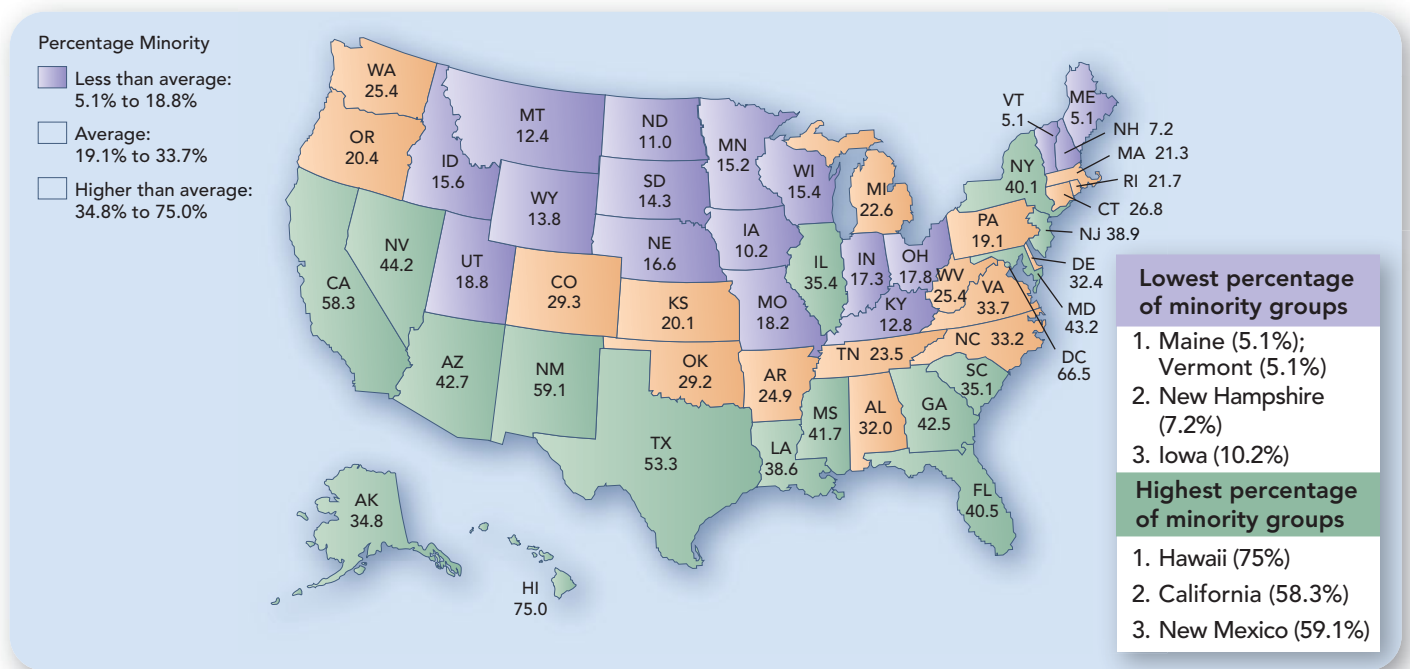 Percentage Minority
Less than average:
5.1% to 18.8%
Average:
19.1% to 33.7%
Higher than average:
34.8% to 75.0%
WA
25.4
OR
20.4
CA
58.3
NV
44.2
ID
15.6
MT
12.4
WY
13.8
UT
18.8
CO
29.3
AZ
42.7
NM
59.1
ND
11.0
SD
14.3
NE
16.6
KS
20.1
OK
29.2
TX
53.3
MN
15.2
IA
10.2
MO
18.2
AR
24.9
LA
38.6
WI
15.4
IL
35.4
MI
22.6
IN
17.3
OH
17.8
KY
12.8
TN 23.5
MS
41.7
AL
32.0
GA
42.5
FL
40.5
SC
35.1
NC 33.2
VA
33.7
WV
25.4
PA
19.1
NY
40.1
VT
5.1
ME
5.1
NH 7.2
MA 21.3
RI 21.7
CT 26.8
NJ 38.9
DE
32.4
MD
43.2
DC
66.5
AK
34.8
HI
75.0
Lowest percentage
of minority groups
1. Maine (5.1%);
Vermont (5.1%)
2. New Hampshire
(7.2%)
3. Iowa (10.2%)
Highest percentage
of minority groups
1. Hawaii (75%)
2. California (58.3%)
3. New Mexico (59.1%)